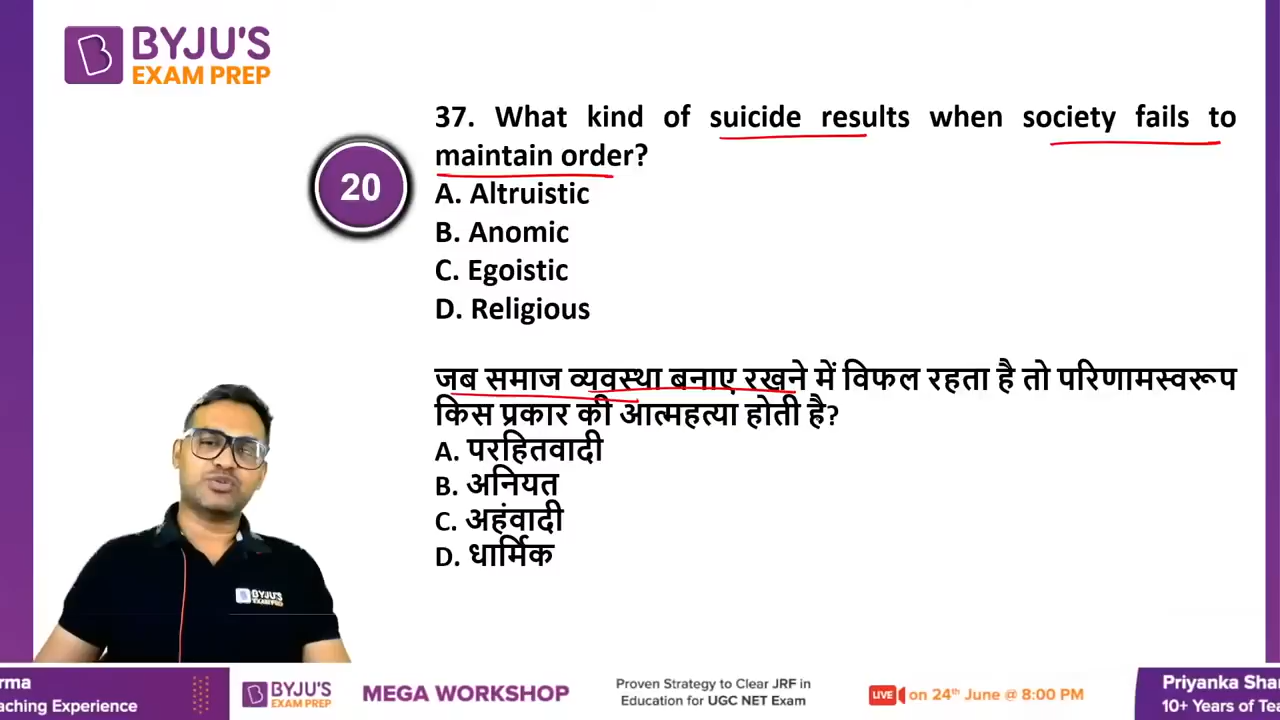 BYJU'S
EXAM PREP
37. What kind of suicide results when society fails to
maintain order?
20
A. Altruistic
B. Anomic
C. Egoistic
D. Religious
जब समाज व्यवस्था बनाए रखने में विफल रहता है तो परिणामस्वरूप
किस प्रकार की आत्महत्या होती है?
A. परहितवादी
B. अनियत
C. अहंवादी
D. धार्मिक
BYJU'S
EXAM PREP
rma
aching Experience
BYJU'S
EXAM PREP
MEGA WORKSHOP
Proven Strategy to Clear JRF in
Education for UGC NET Exam
LIVE on 24th June @ 8:00 PM
Priyanka Shar
10+ Years of Tea